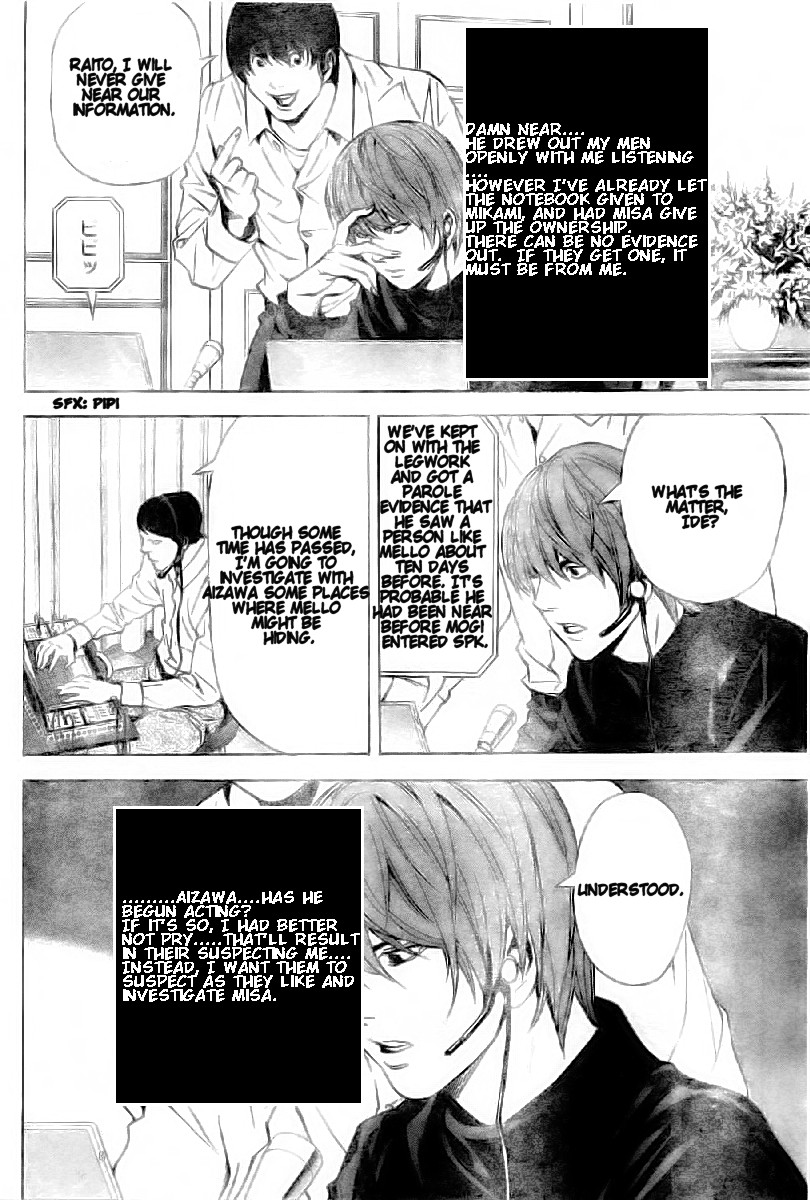 RAITO, I WILL
NEVER GIVE
NEAR OUR
INFORMATION.
DAMN NEAR....
HE DREW OUT MY MEN
OPENLY WITH ME LISTENING
....
HOWEVER I'VE ALREADY LET
THE NOTEBOOK GIVEN TO
MIKAMI, AND HAD MISA GIVE
UP THE OWNERSHIP.
THERE CAN BE NO EVIDENCE
OUT. IF THEY GET ONE, IT
MUST BE FROM ME.
ピピッ
SFX: PIPI
WHAT'S THE
MATTER,
IDE?
WE'VE KEPT
ON WITH THE
LEGWORK
AND GOT A
PAROLE
EVIDENCE THAT
HE SAW A
PERSON LIKE
MELLO ABOUT
TEN DAYS
BEFORE. IT'S
PROBABLE HE
HAD BEEN NEAR
BEFORE MOGI
ENTERED SPK.
THOUGH SOME
TIME HAS PASSED,
I'M GOING TO
INVESTIGATE WITH
AIZAWA SOME PLACES
WHERE MELLO
MIGHT BE
HIDING.
UNDERSTOOD.
.........AIZAWA....HAS HE
BEGUN ACTING?
IF IT'S SO, I HAD BETTER
NOT PRY.....THAT'LL RESULT
IN THEIR SUSPECTING ME....
INSTEAD, I WANT THEM TO
SUSPECT AS THEY LIKE AND
INVESTIGATE MISA.